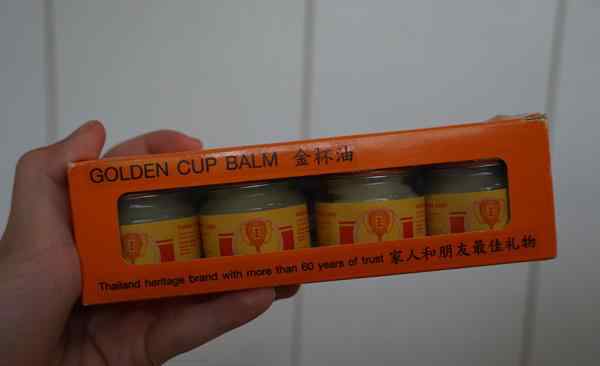 GOLDEN CUP BALM 金杯油
Thailand heritage brand with more than 60 years of trust 家人和朋友最佳礼物